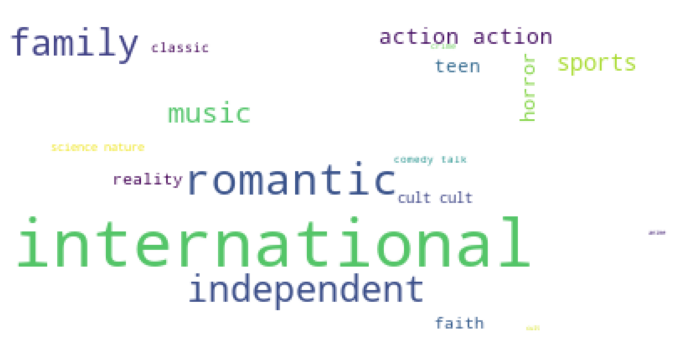 family
classic
action action
crime
teen
sports
horror
music
science nature
comedy talk
reality
romantic
cult cult
international
anime
independent
faith
cult